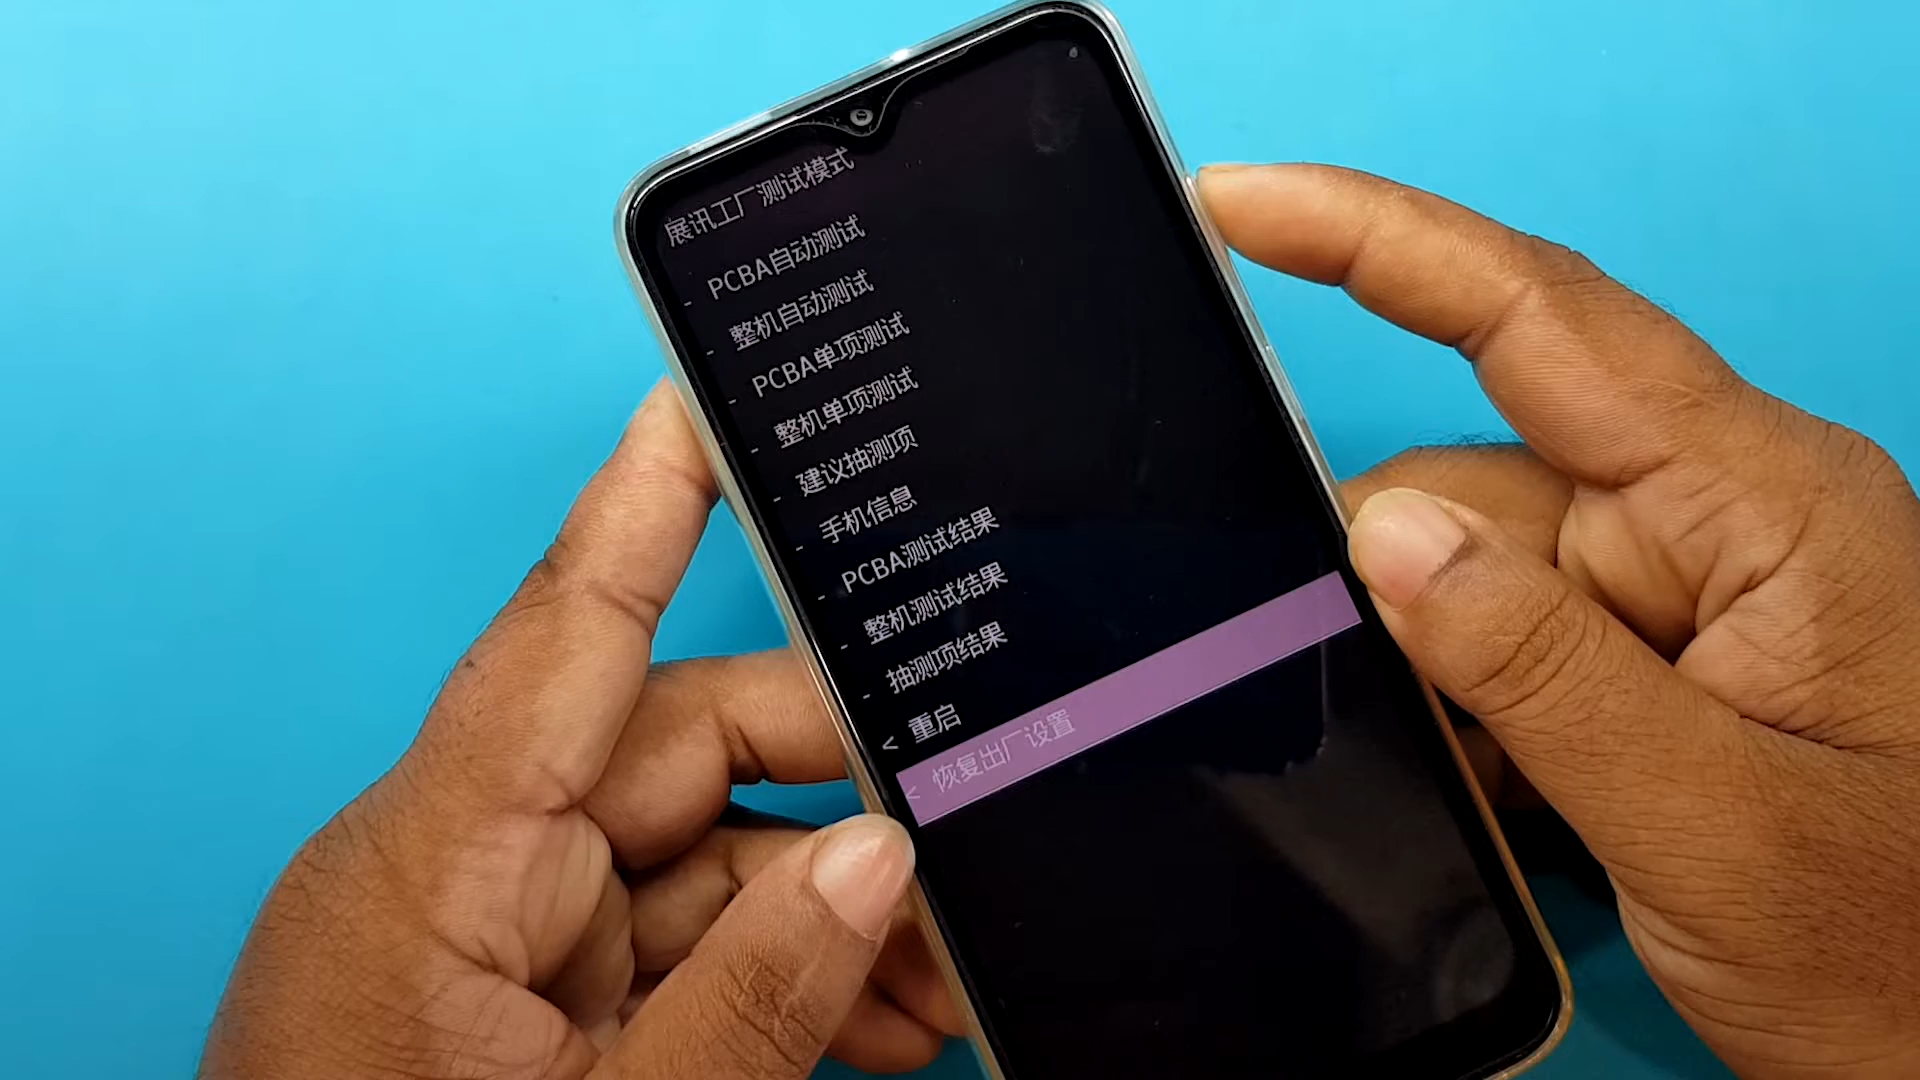 展讯工厂测试模式
- PCBA自动测试
- 整机自动测试
- PCBA单项测试
- 整机单项测试
- 建议抽测项
- 手机信息
- PCBA测试结果
- 整机测试结果
- 抽测项结果
< 重启
< 恢复出厂设置